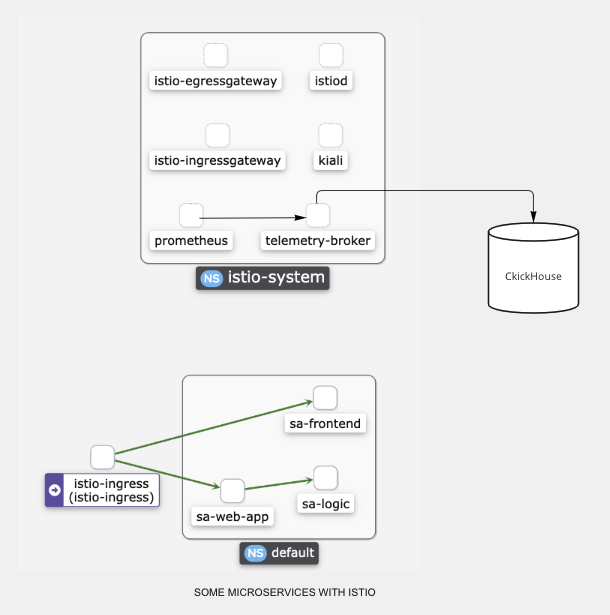 istio-egressgateway
istiod
istio-ingressgateway
kiali
prometheus
telemetry-broker
NS istio-system
CkickHouse
sa-frontend
istio-ingress
(istio-ingress)
sa-web-app
sa-logic
NS default
SOME MICROSERVICES WITH ISTIO